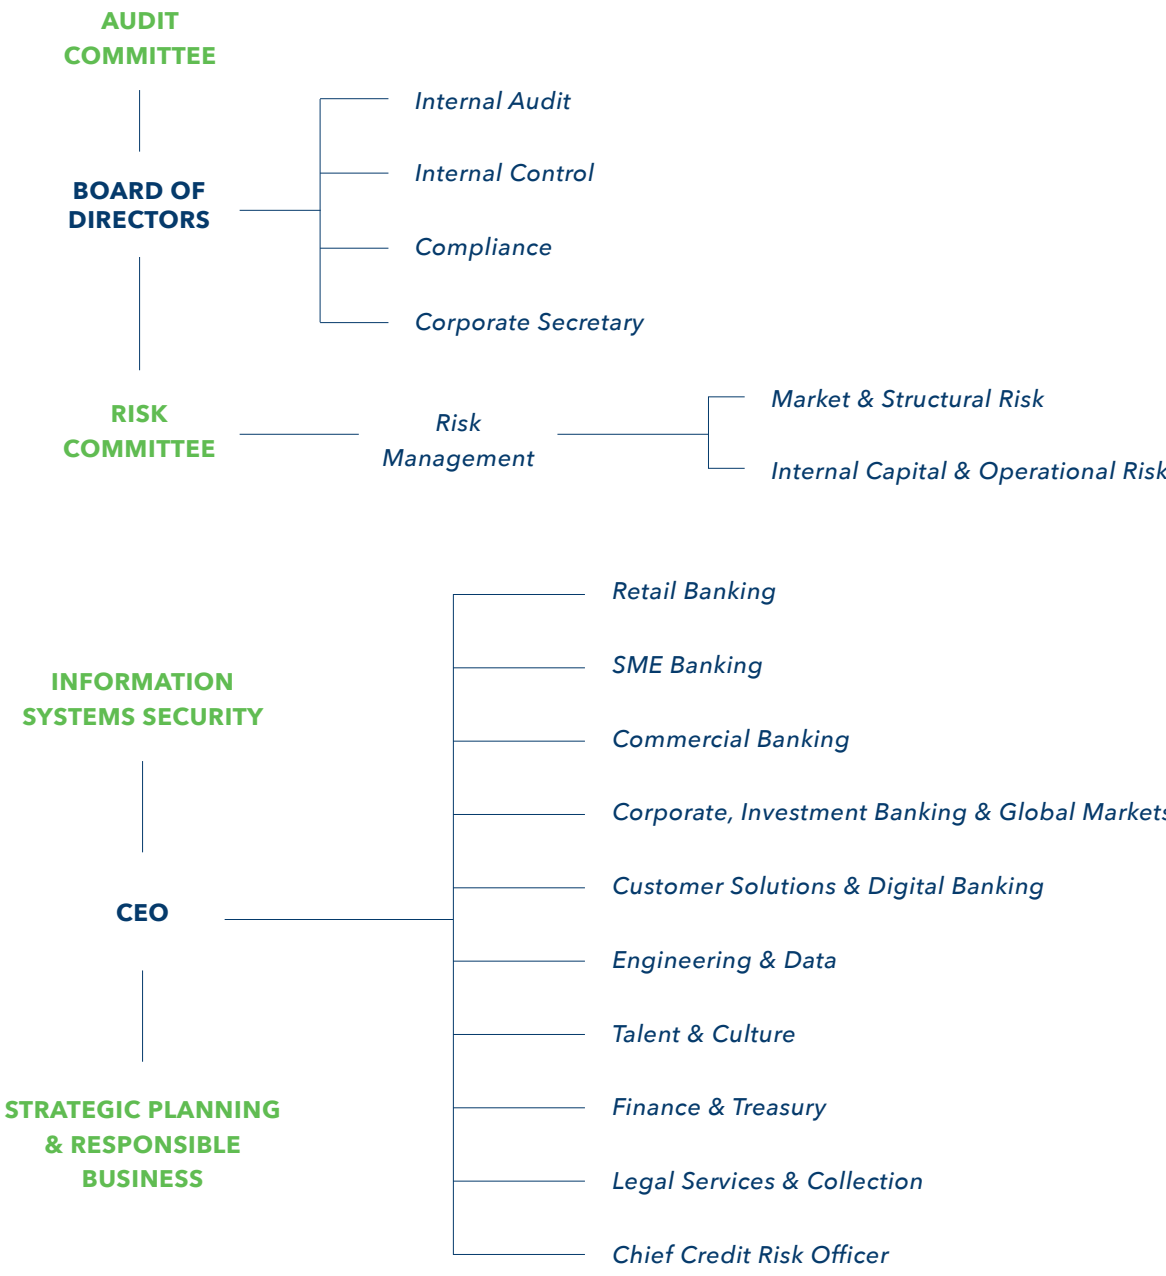 AUDIT
COMMITTEE
Internal Audit
Internal Control
BOARD OF
DIRECTORS
Compliance
Corporate Secretary
RISK
COMMITTEE
Risk
Management
Market & Structural Risk
Internal Capital & Operational Risk
Retail Banking
SME Banking
INFORMATION
SYSTEMS SECURITY
Commercial Banking
Corporate, Investment Banking & Global Markets
Customer Solutions & Digital Banking
CEO
Engineering & Data
Talent & Culture
STRATEGIC PLANNING
& RESPONSIBLE
BUSINESS
Finance & Treasury
Legal Services & Collection
Chief Credit Risk Officer